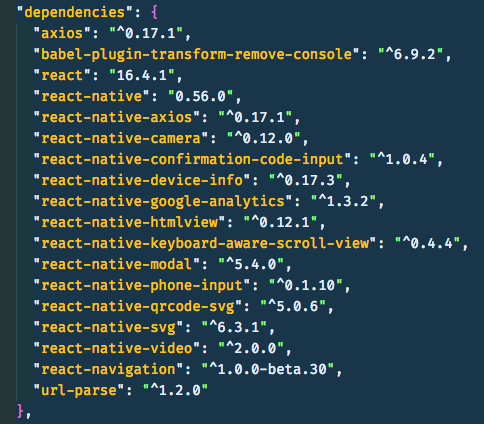 "dependencies": {
"axios": "^0.17.1",
"babel-plugin-transform-remove-console": "^6.9.2",
"react": "16.4.1",
"react-native": "0.56.0",
"react-native-axios": "^0.17.1",
"react-native-camera": "^0.12.0",
"react-native-confirmation-code-input": "^1.0.4",
"react-native-device-info": "^0.17.3",
"react-native-google-analytics": "^1.3.2",
"react-native-htmlview": "^0.12.1",
"react-native-keyboard-aware-scroll-view": "^0.4.4",
"react-native-modal": "^5.4.0",
"react-native-phone-input": "^0.1.10",
"react-native-qrcode-svg": "^5.0.6",
"react-native-svg": "^6.3.1",
"react-native-video": "^2.0.0",
"react-navigation": "^1.0.0-beta.30",
"url-parse": "^1.2.0"
},